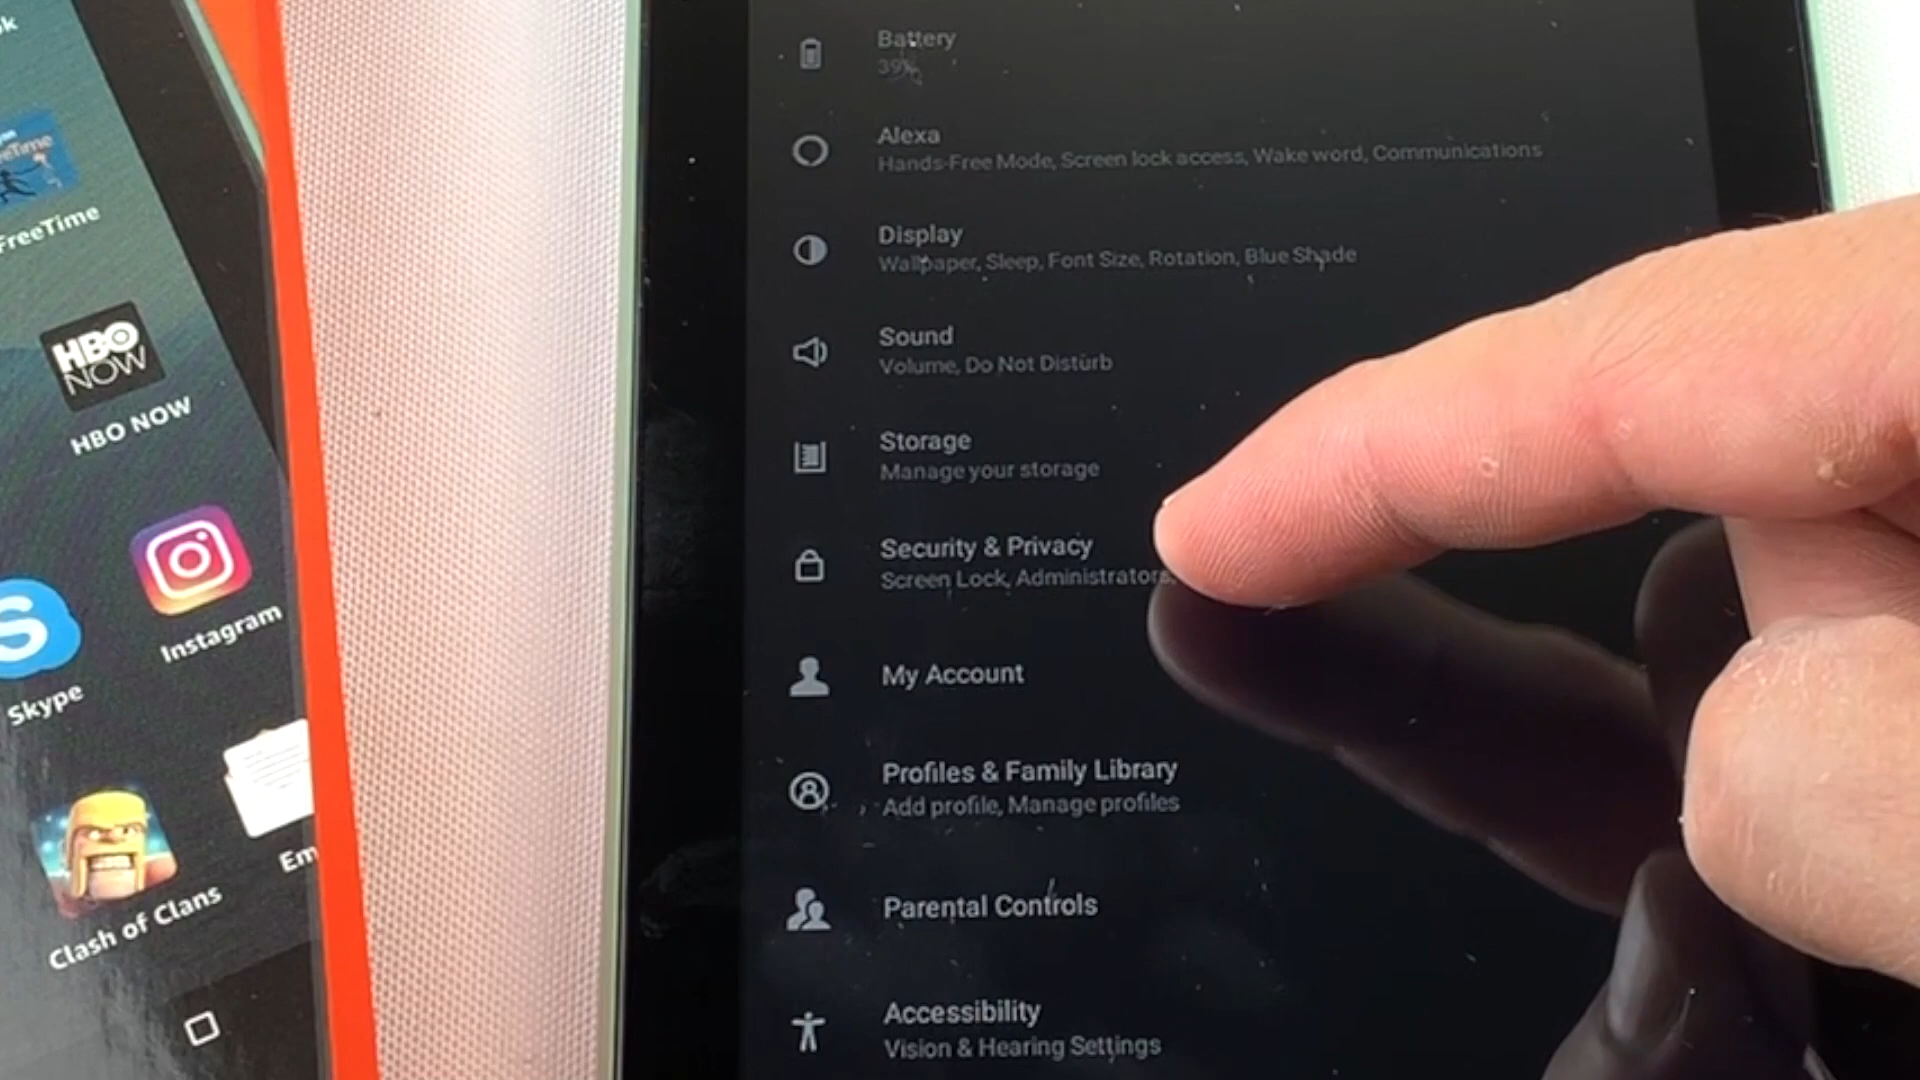 FreeTime
HBO
NOW
HBO NOW
Instagram
S
Skype
Clash of Clans
Battery
39%
Alexa
Hands-Free Mode, Screen lock access, Wake word, Communications
Display
Wallpaper, Sleep, Font Size, Rotation, Blue Shade
Sound
Volume, Do Not Disturb
Storage
Manage your storage
Security & Privacy
Screen Lock, Administrators,
My Account
Profiles & Family Library
Add profile, Manage profiles
Parental Controls
Accessibility
Vision & Hearing Settings